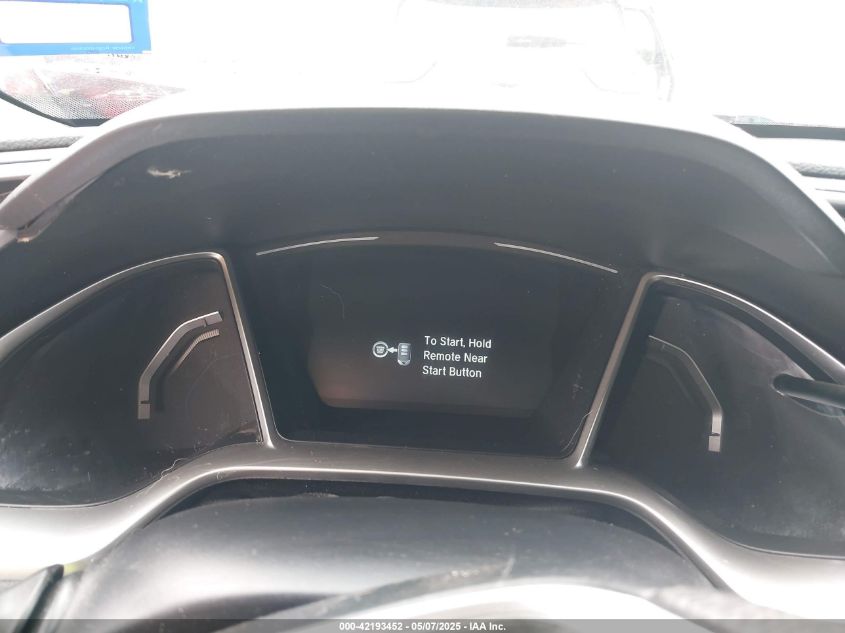 To Start, Hold
Remote Near
Start Button
000-42193452 - 05/07/2025 - IAA Inc.